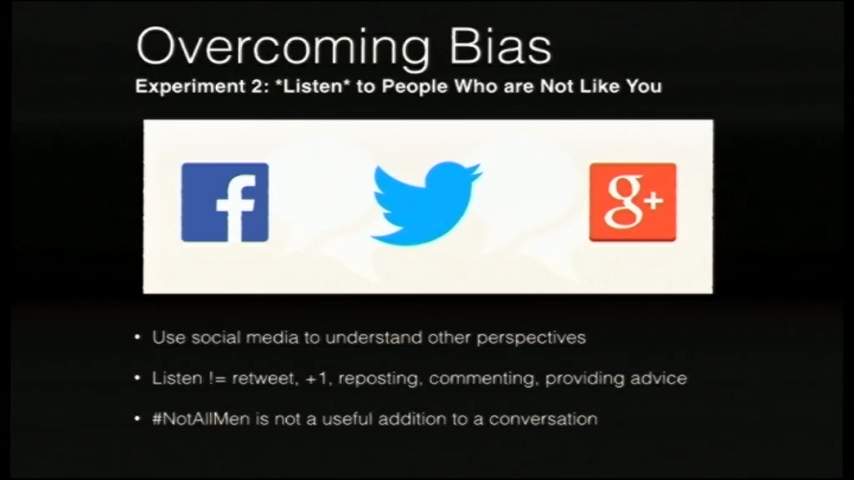 Overcoming Bias
Experiment 2: *Listen* to People Who are Not Like You
f
g+
• Use social media to understand other perspectives
• Listen != retweet, +1, reposting, commenting, providing advice
• #NotAllMen is not a useful addition to a conversation